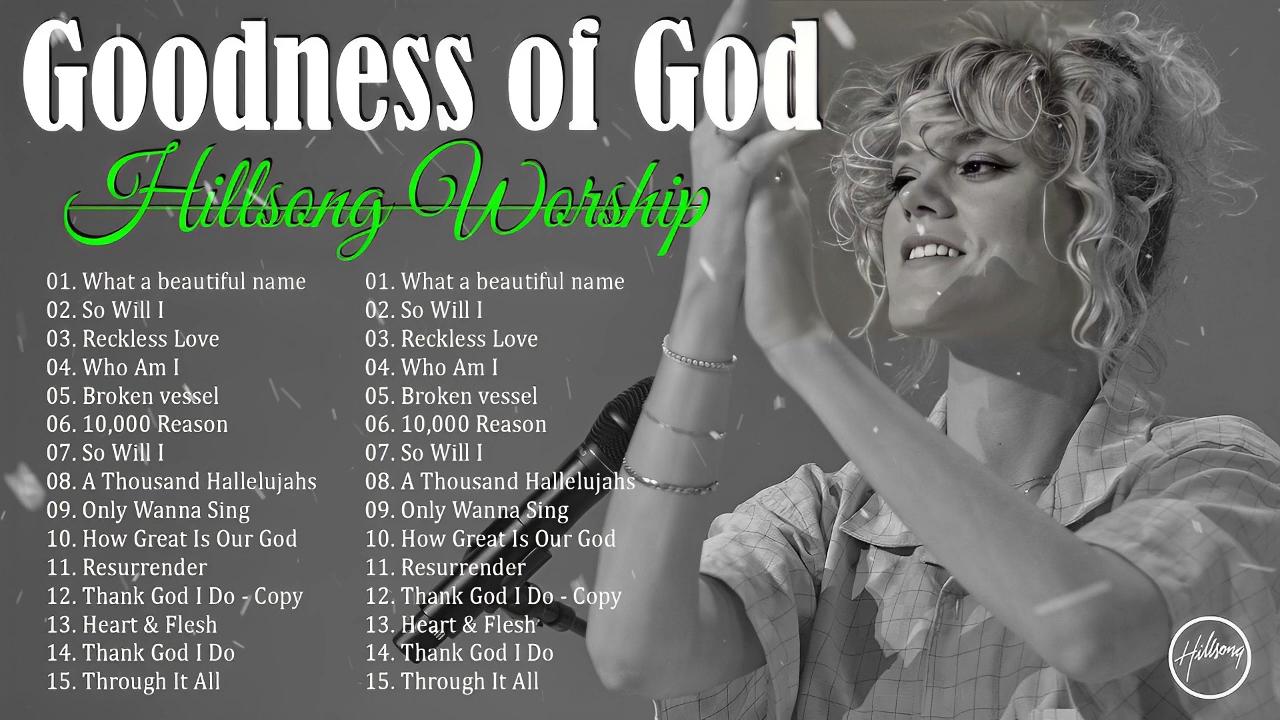 Goodness of God
Hillsong Worship
01. What a beautiful name
02. So Will I
03. Reckless Love
04. Who Am I
05. Broken vessel
06. 10,000 Reason
07. So Will I
08. A Thousand Hallelujahs
09. Only Wanna Sing
10. How Great Is Our God
11. Resurrender
12. Thank God I Do - Copy
13. Heart & Flesh
14. Thank God I Do
15. Through It All
01. What a beautiful name
02. So Will I
03. Reckless Love
04. Who Am I
05. Broken vessel
06. 10,000 Reason
07. So Will I
08. A Thousand Hallelujahs
09. Only Wanna Sing
10. How Great Is Our God
11. Resurrender
12. Thank God I Do - Copy
13. Heart & Flesh
14. Thank God I Do
15. Through It All
Hillsong